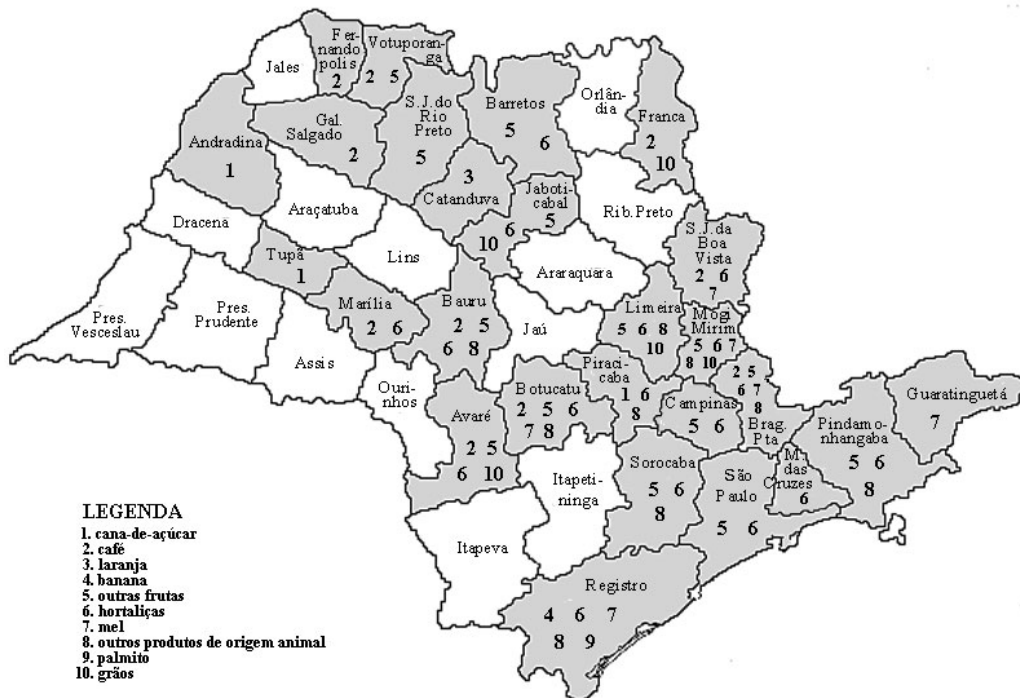 Fer-
nando
polis
2
Votuporan-
ga
2 5
Jales
S.J.do
Rio
Preto
5
Barretos
5
6
Orlân-
dia
Franca
2
10
Gal.
Salgado
2
Andradina
1
3
Catanduva
Jaboti-
cabal
5
6
10
Rib.Preto
Dracena
Araçatuba
S.J.da
Boa
Vista
2 6
7
Tupã
1
Lins
Araraquara
Marília
2 6
Bauru
2 5
6 8
Jaú
Limeira
5 6 8
10
Mogi
Mirim
5 6 7
8 10
Pres.
Vesceslau
Pres.
Prudente
Assis
Ouri-
nhos
Piraci-
caba
1 6
8
2 5
6 7
8
Brag.
Pta
Guaratinguetá
7
Botucatu
2 5 6
7 8
Campinas
5 6
Pindamo-
nhangaba
5 6
8
Avaré
2 5
6 10
Itapeti-
ninga
Sorocaba
5 6
8
São
Paulo
5 6
M. das
Cruzes
6
Itapeva
Registro
4 6 7
8 9
LEGENDA
1. cana-de-açúcar
2. café
3. laranja
4. banana
5. outras frutas
6. hortaliças
7. mel
8. outros produtos de origem animal
9. palmito
10. grãos